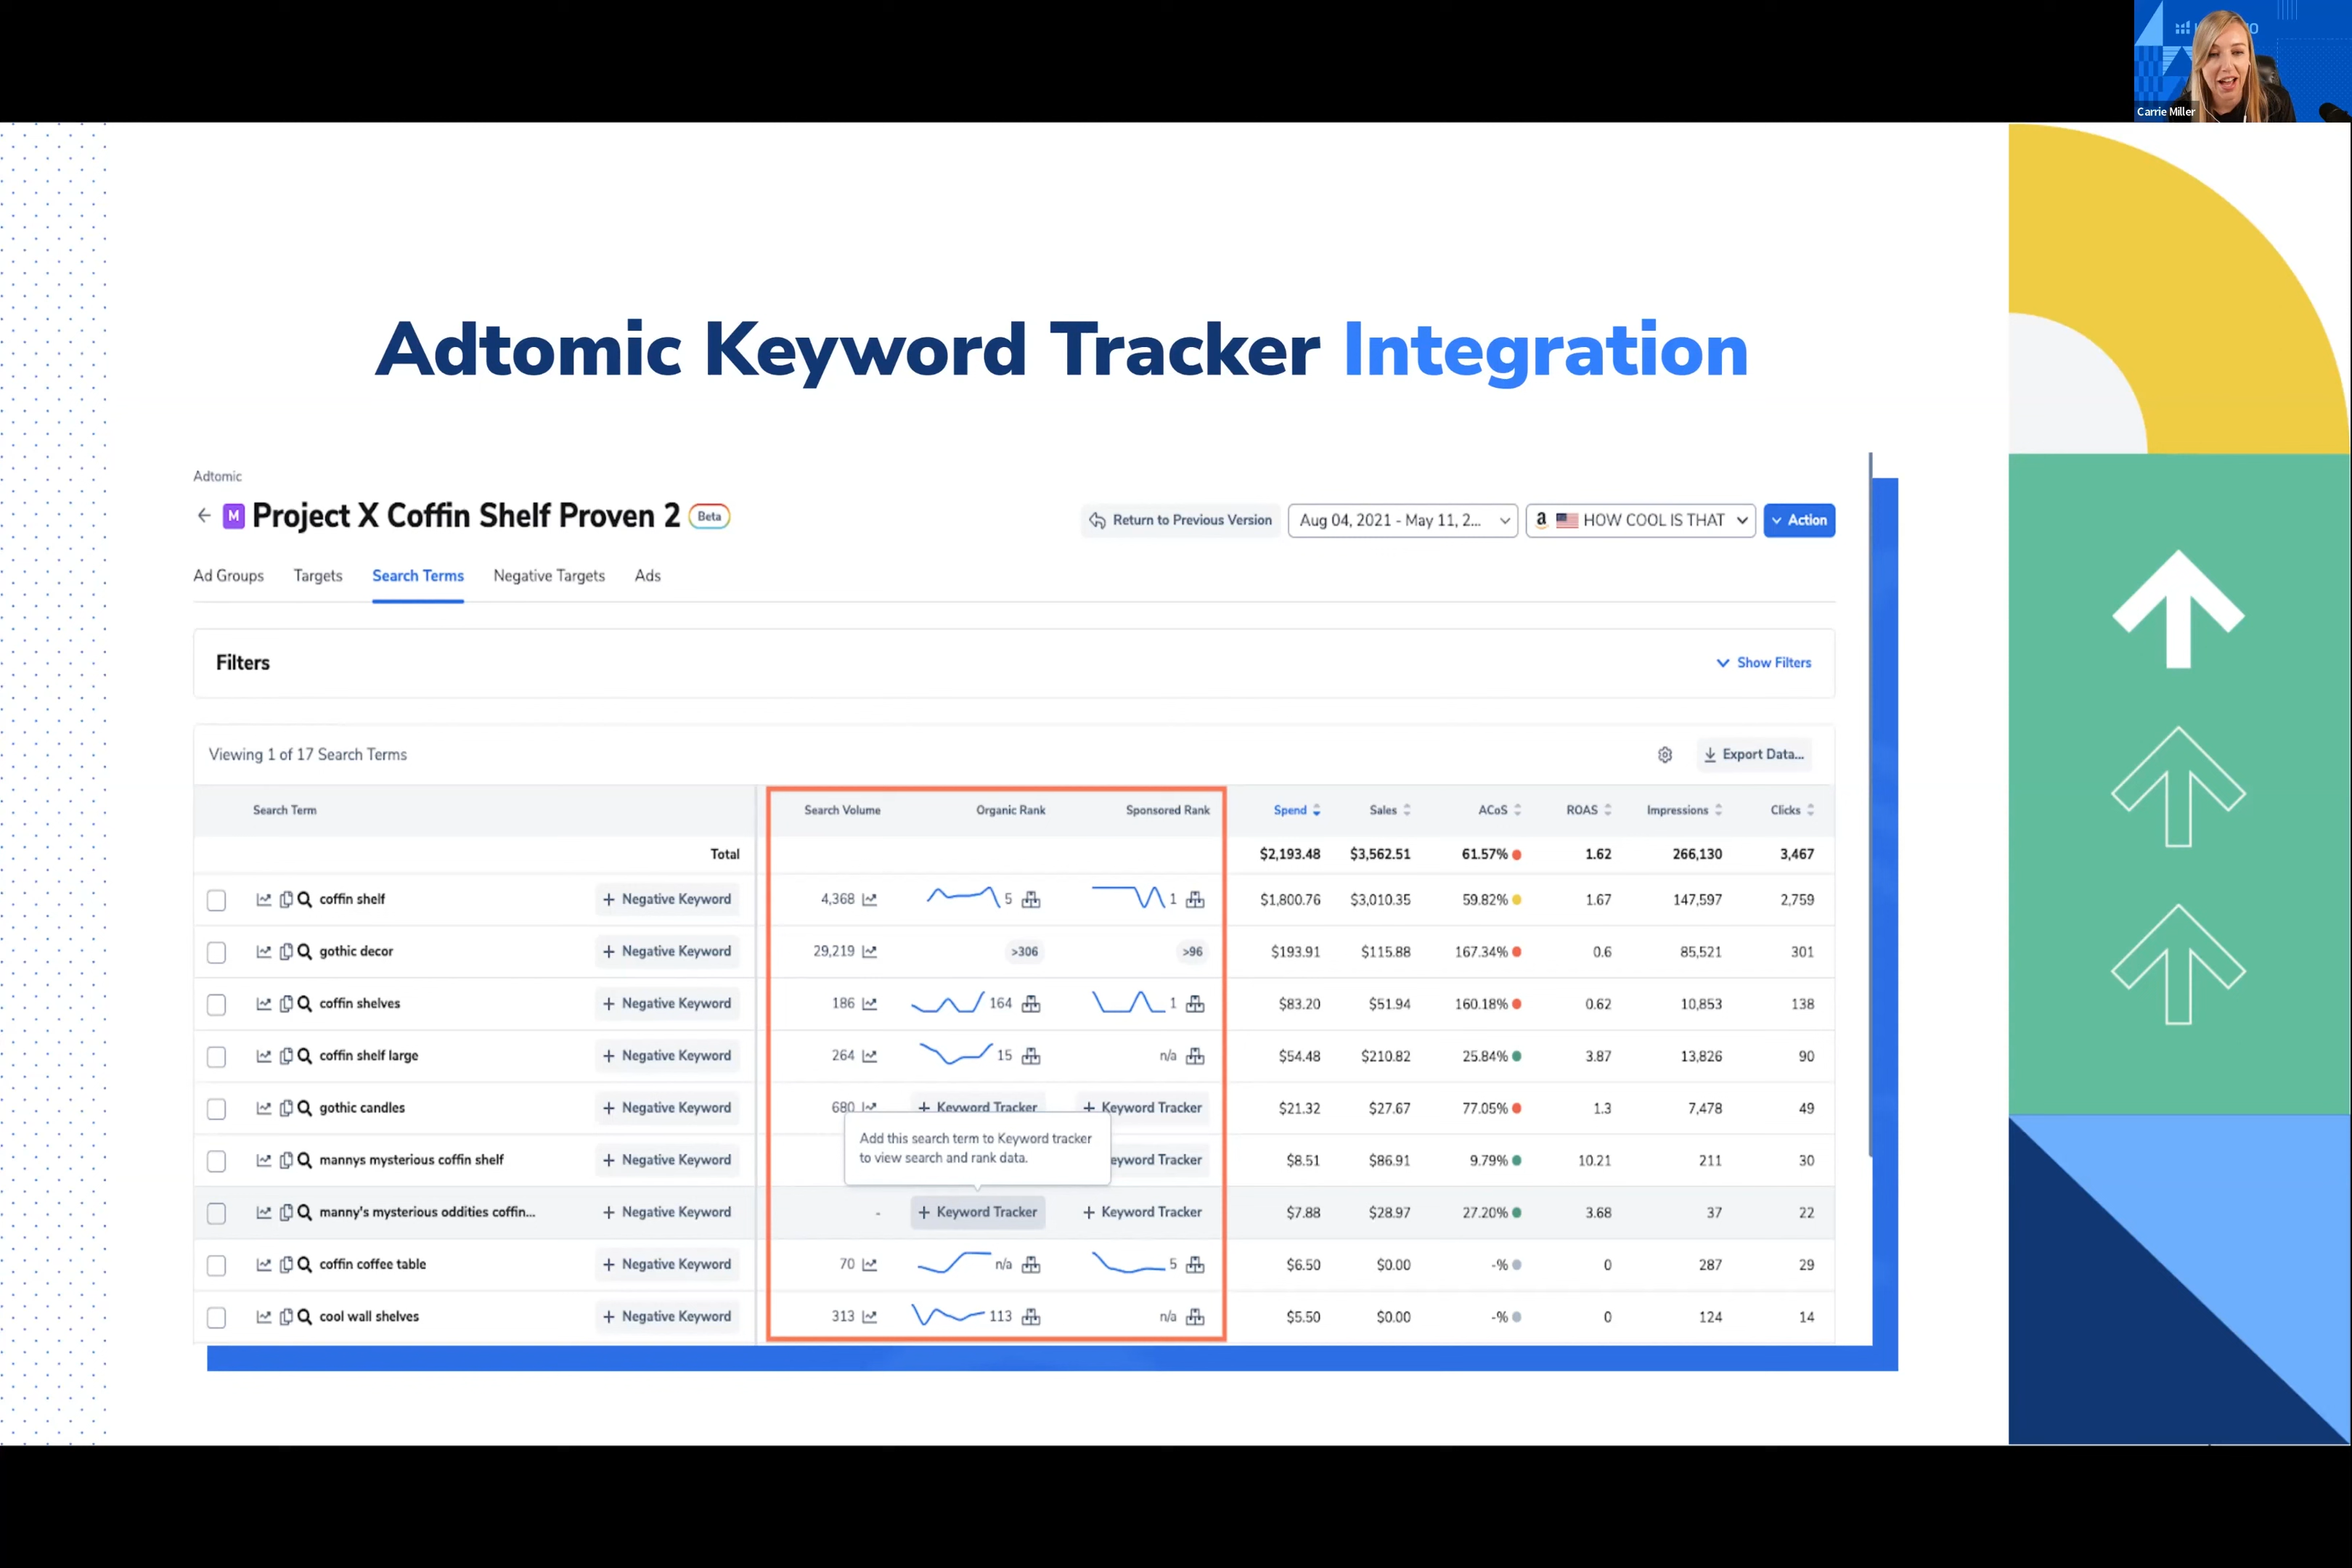 Carrie Miller
Adtomic Keyword Tracker Integration
Adtomic
M Project X Coffin Shelf Proven 2 Beta
Return to Previous Version Aug 04, 2021 - May 11, 2... a HOW COOL IS THAT Action
Ad Groups Targets Search Terms Negative Targets Ads
Filters Show Filters
Viewing 1 of 17 Search Terms Export Data...
Search Term Search Volume Organic Rank Sponsored Rank Spend Sales ACoS ROAS Impressions Clicks
Total $2,193.48 $3,562.51 61.57% 1.62 266,130 3,467
coffin shelf + Negative Keyword 4,368 5 1 $1,800.76 $3,010.35 59.82% 1.67 147,597 2,759
gothic decor + Negative Keyword 29,219 >306 >96 $193.91 $115.88 167.34% 0.6 85,521 301
coffin shelves + Negative Keyword 186 164 1 $83.20 $51.94 160.18% 0.62 10,853 138
coffin shelf large + Negative Keyword 264 15 n/a $54.48 $210.82 25.84% 3.87 13,826 90
gothic candles + Negative Keyword 680 + Keyword Tracker + Keyword Tracker $21.32 $27.67 77.05% 1.3 7,478 49
Add this search term to Keyword tracker
to view search and rank data.
mannys mysterious coffin shelf + Negative Keyword eyword Tracker $8.51 $86.91 9.79% 10.21 211 30
manny's mysterious oddities coffin... + Negative Keyword - + Keyword Tracker + Keyword Tracker $7.88 $28.97 27.20% 3.68 37 22
coffin coffee table + Negative Keyword 70 n/a 5 $6.50 $0.00 -% 0 287 29
cool wall shelves + Negative Keyword 313 113 n/a $5.50 $0.00 -% 0 124 14